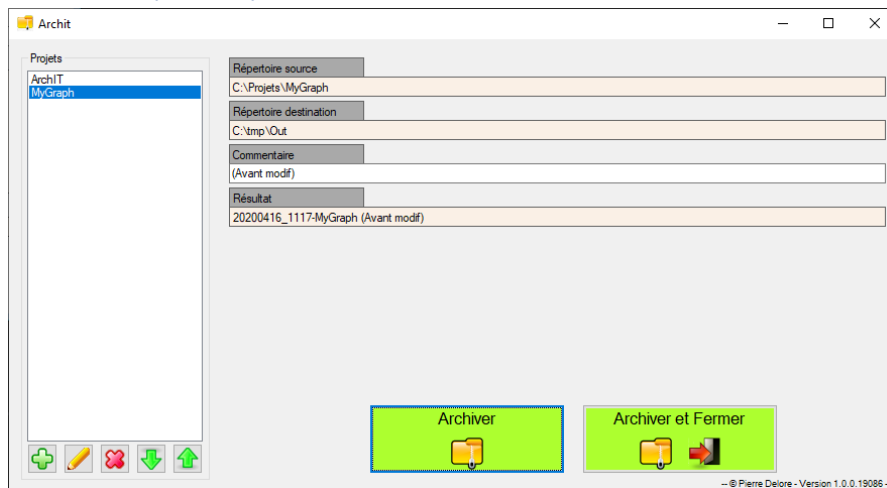 Archit
Projets
ArchIT
MyGraph
Répertoire source
C:\Projets\MyGraph
Répertoire destination
C:\tmp\Out
Commentaire
(Avant modif)
Résultat
20200416_1117-MyGraph (Avant modif)
Archiver
Archiver et Fermer
-- © Pierre Delore - Version 1.0.0.19086 -